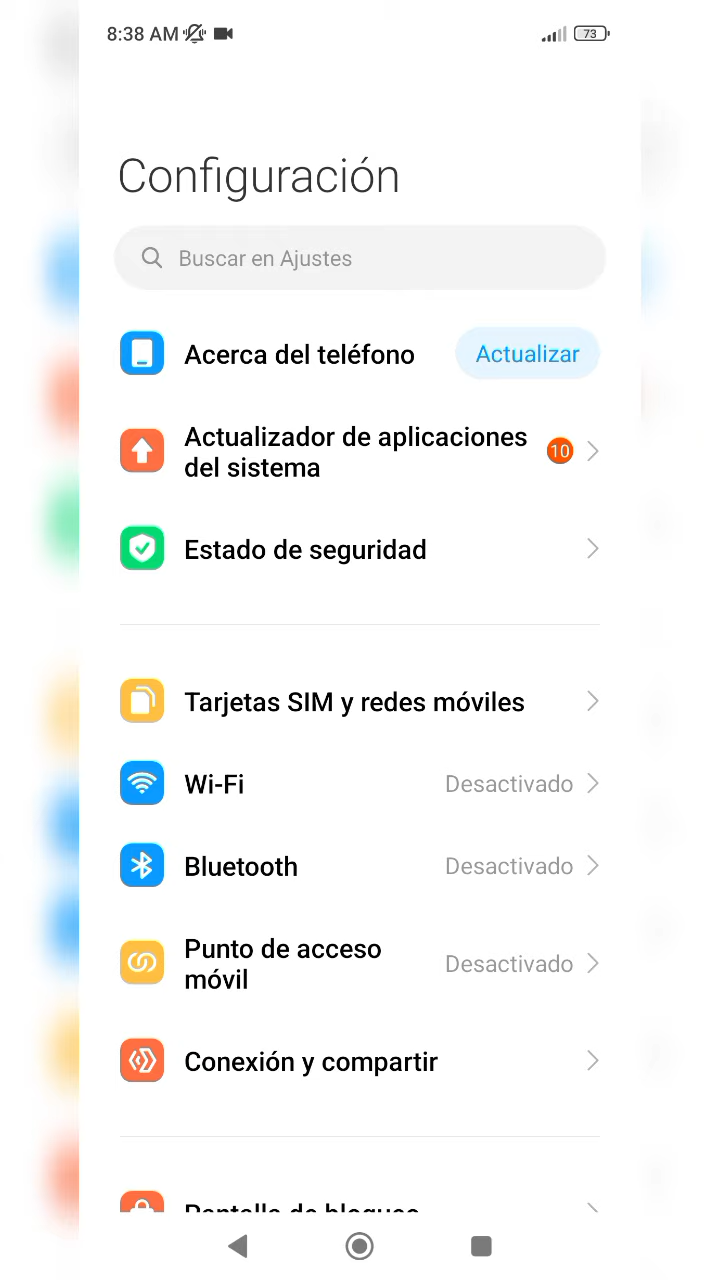 8:38 AM
73
Configuración
Buscar en Ajustes
Acerca del teléfono
Actualizar
Actualizador de aplicaciones
del sistema
10
Estado de seguridad
Tarjetas SIM y redes móviles
Wi-Fi
Desactivado
Bluetooth
Desactivado
Punto de acceso
móvil
Desactivado
Conexión y compartir
Pantalla de bloqueo